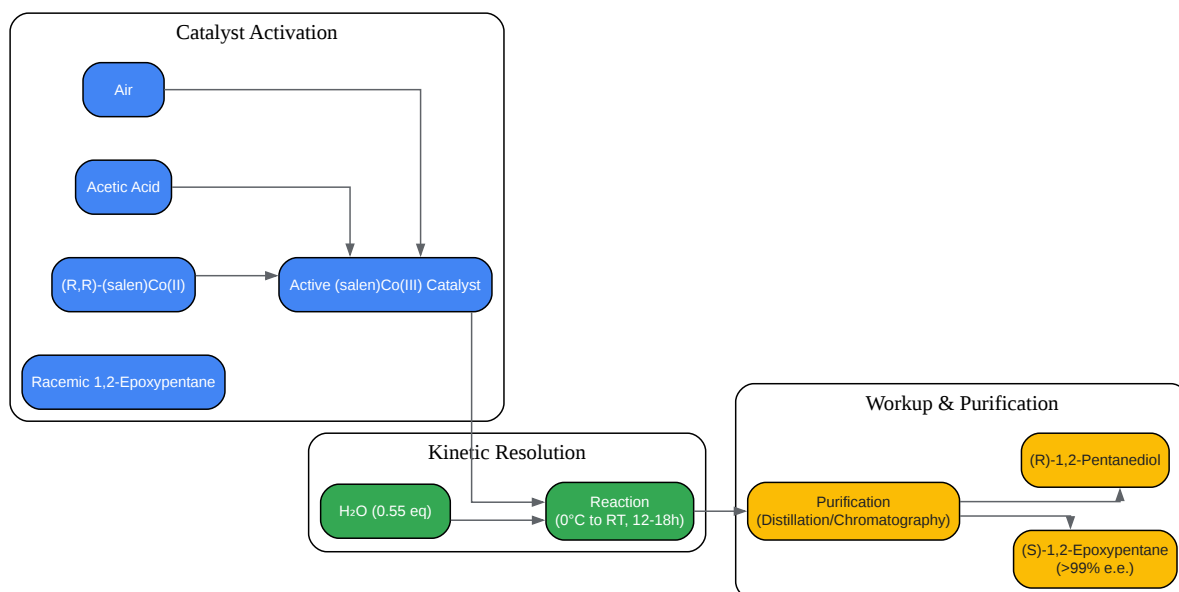 Catalyst Activation
Air
Acetic Acid
(R,R)-(salen)Co(II)
Active (salen)Co(III) Catalyst
Racemic 1,2-Epoxypentane
Kinetic Resolution
H₂O (0.55 eq)
Reaction
(0°C to RT, 12-18h)
Workup & Purification
Purification
(Distillation/Chromatography)
(R)-1,2-Pentanediol
(S)-1,2-Epoxypentane
(>99% e.e.)